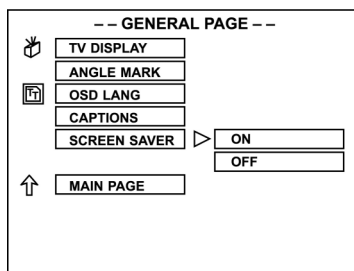 -- GENERAL PAGE --
TV DISPLAY
ANGLE MARK
OSD LANG
CAPTIONS
SCREEN SAVER ON
OFF
MAIN PAGE